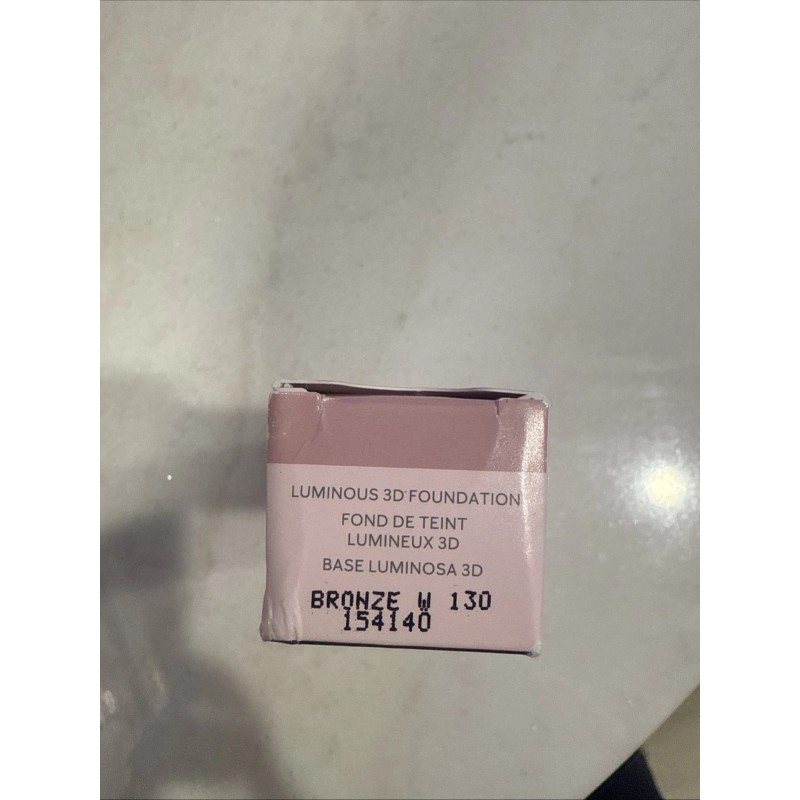 LUMINOUS 3D* FOUNDATION
FOND DE TEINT
LUMINEUX 3D
BASE LUMINOSA 3D
BRONZE W 130
154140